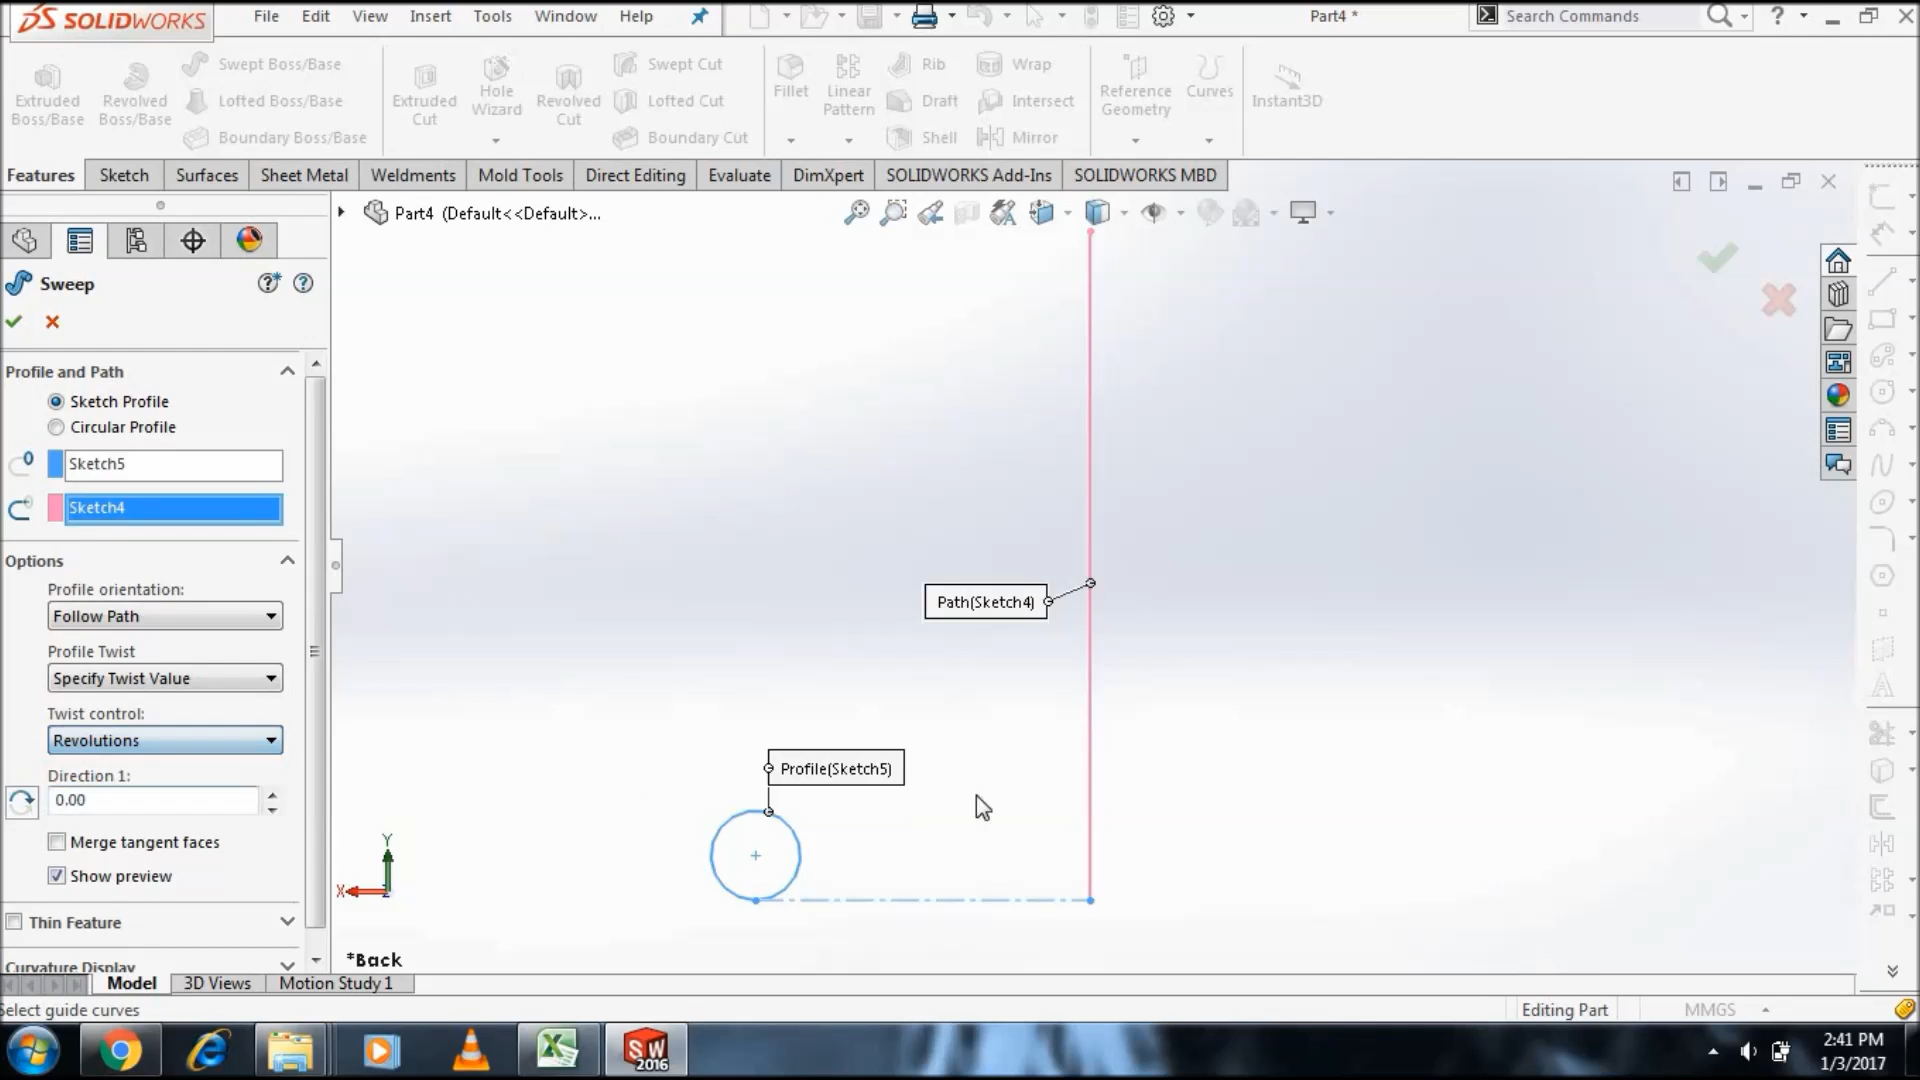 SOLIDWORKS
File Edit View Insert Tools Window Help
Part4 *
Search Commands
Extruded Boss/Base
Revolved Boss/Base
Swept Boss/Base
Lofted Boss/Base
Boundary Boss/Base
Extruded Cut
Hole Wizard
Revolved Cut
Swept Cut
Lofted Cut
Boundary Cut
Fillet
Linear Pattern
Rib
Draft
Shell
Wrap
Intersect
Mirror
Reference Geometry
Curves
Instant3D
Features Sketch Surfaces Sheet Metal Weldments Mold Tools Direct Editing Evaluate DimXpert SOLIDWORKS Add-Ins SOLIDWORKS MBD
Part4 (Default<<Default>...
Sweep
Profile and Path
Sketch Profile
Circular Profile
Sketch5
Sketch4
Options
Profile orientation:
Follow Path
Profile Twist
Specify Twist Value
Twist control:
Revolutions
Direction 1:
0.00
Merge tangent faces
Show preview
Thin Feature
Curvature Display
Path(Sketch4)
Profile(Sketch5)
Y
X
Z
*Back
Model 3D Views Motion Study 1
Select guide curves
Editing Part
MMGS
SW 2016
2:41 PM
1/3/2017